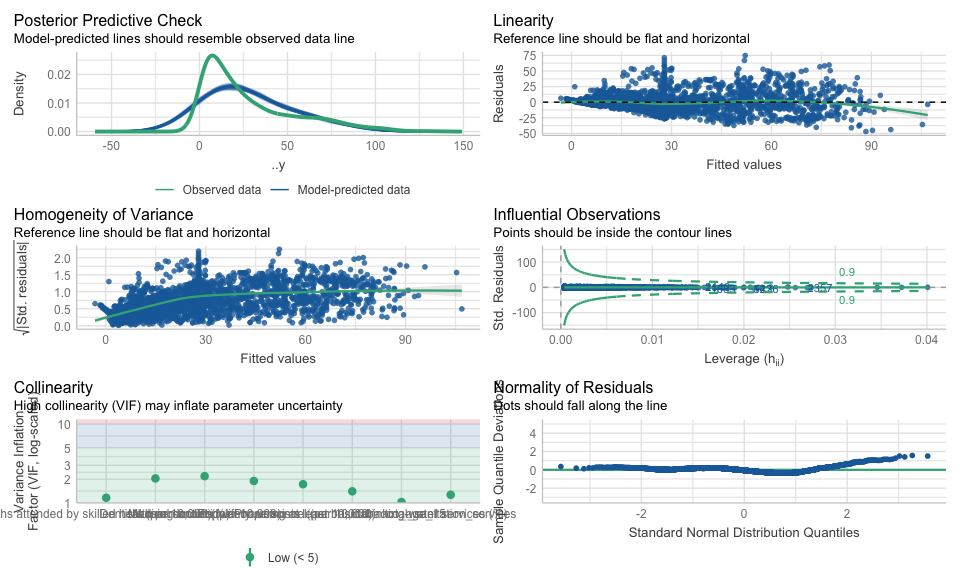 Posterior Predictive Check
Model-predicted lines should resemble observed data line
Density
0.02
0.01
0.00
-50 0 50 100 150
..y
Observed data Model-predicted data
Linearity
Reference line should be flat and horizontal
Residuals
75
50
25
0
-25
-50
0 30 60 90
Fitted values
Homogeneity of Variance
Reference line should be flat and horizontal
√|Std. residuals|
2.0
1.5
1.0
0.5
0.0
0 30 60 90
Fitted values
Influential Observations
Points should be inside the contour lines
Std. Residuals
100
0
-100
0.9
0.9
0.00 0.01 0.02 0.03 0.04
Leverage (hii)
Collinearity
High collinearity (VIF) may inflate parameter uncertainty
Variance Inflation
Factor (VIF, log-scaled)
10
5
3
2
1
attended by skilled
Low (< 5)
Normality of Residuals
Dots should fall along the line
Sample Quantile Deviations
4
2
0
-2
-2 0 2
Standard Normal Distribution Quantiles